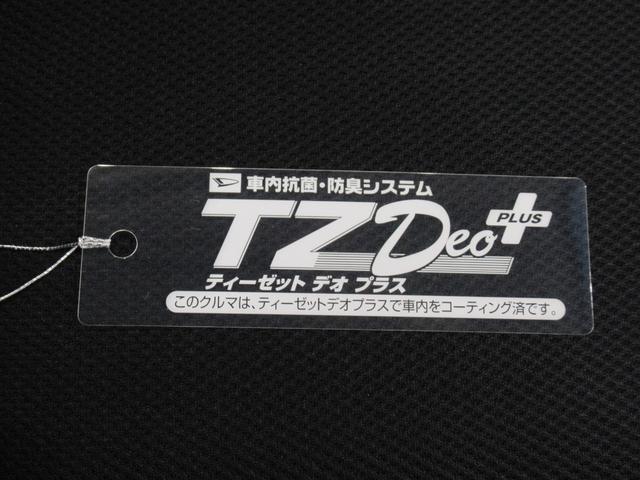 車内抗菌・防臭システム
TZDeo PLUS
ティーゼット デオ プラス
このクルマは、ティーゼットデオプラスで車内をコーティング済です。